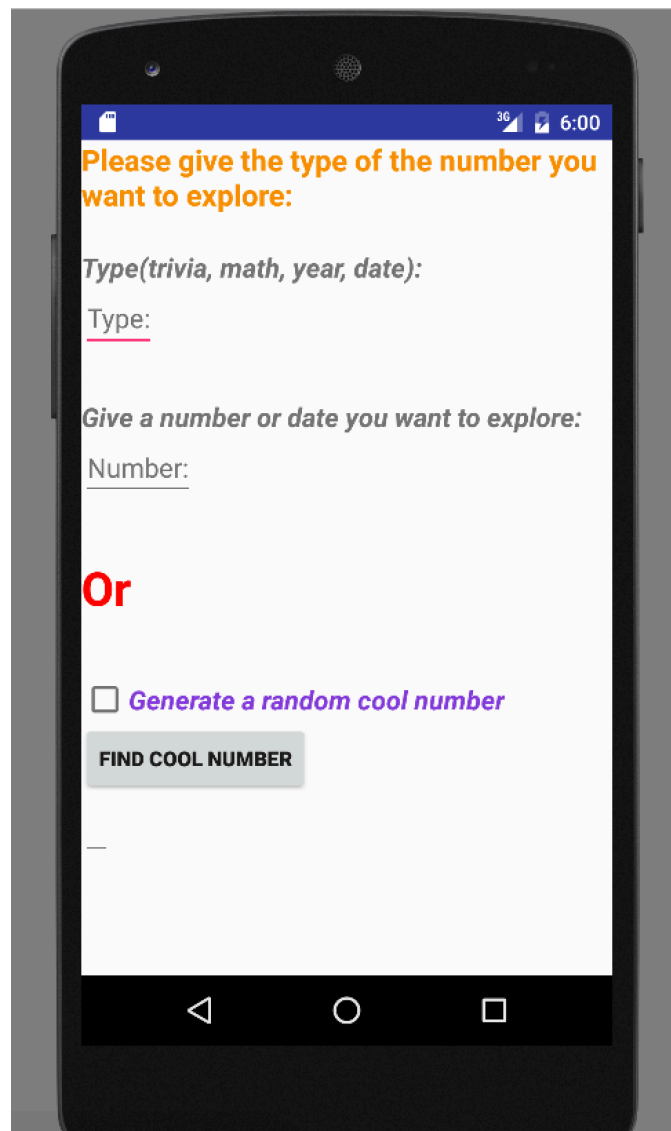 3G 6:00
Please give the type of the number you
want to explore:
Type(trivia, math, year, date):
Type:
Give a number or date you want to explore:
Number:
Or
Generate a random cool number
FIND COOL NUMBER